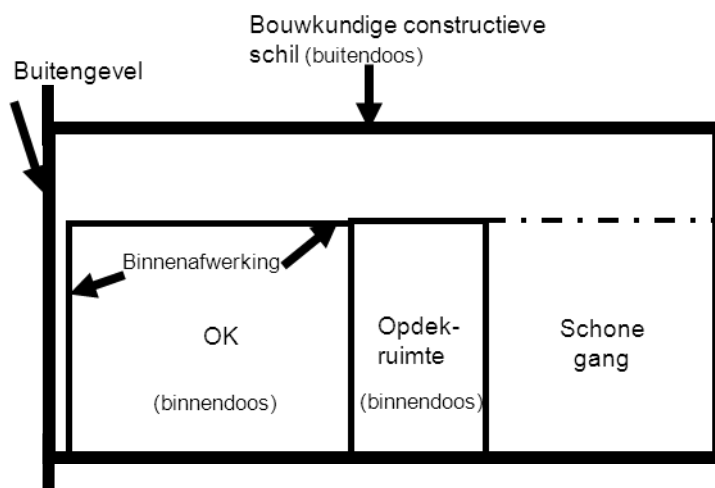 Bouwkundige constructieve
schil (buitendoos)
Buitengevel
Binnenafwerking
OK
(binnendoos)
Opdek-
ruimte
(binnendoos)
Schone
gang